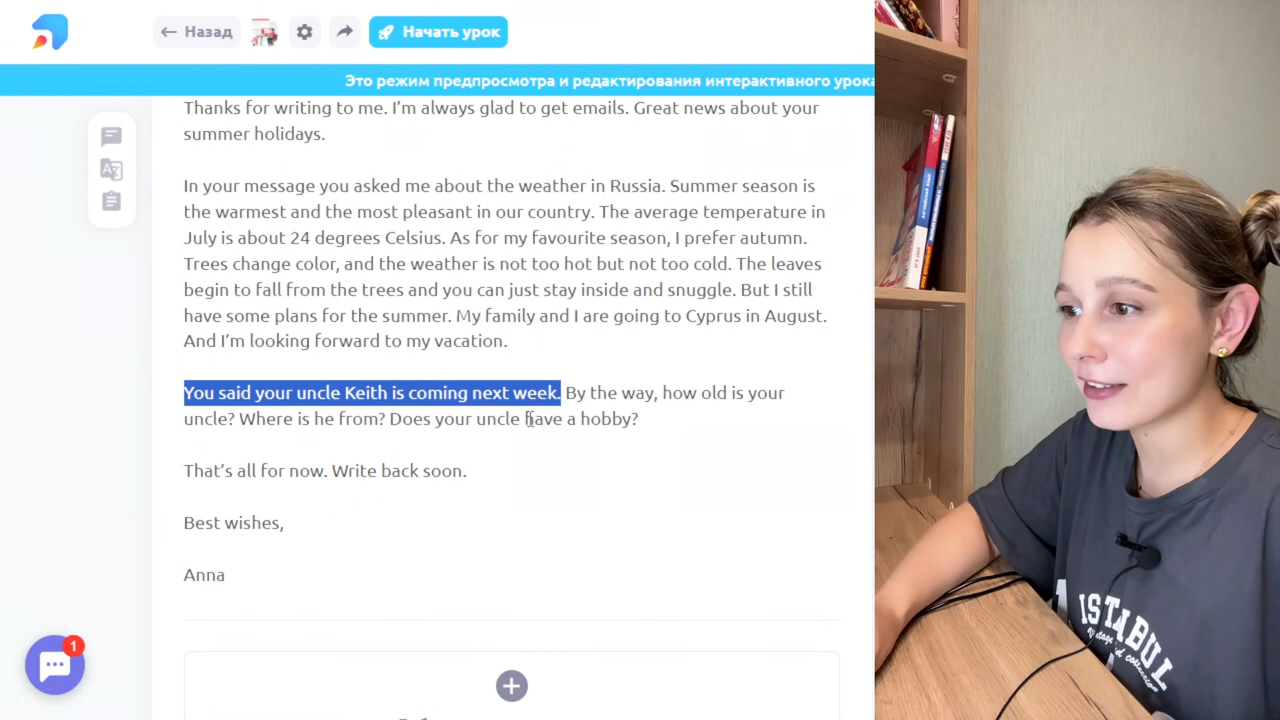 Назад
Начать урок
Это режим предпросмотра и редактирования интерактивного урока
Thanks for writing to me. I’m always glad to get emails. Great news about your
summer holidays.
In your message you asked me about the weather in Russia. Summer season is
the warmest and the most pleasant in our country. The average temperature in
July is about 24 degrees Celsius. As for my favourite season, I prefer autumn.
Trees change color, and the weather is not too hot but not too cold. The leaves
begin to fall from the trees and you can just stay inside and snuggle. But I still
have some plans for the summer. My family and I are going to Cyprus in August.
And I’m looking forward to my vacation.
You said your uncle Keith is coming next week. By the way, how old is your
uncle? Where is he from? Does your uncle have a hobby?
That’s all for now. Write back soon.
Best wishes,
Anna
1